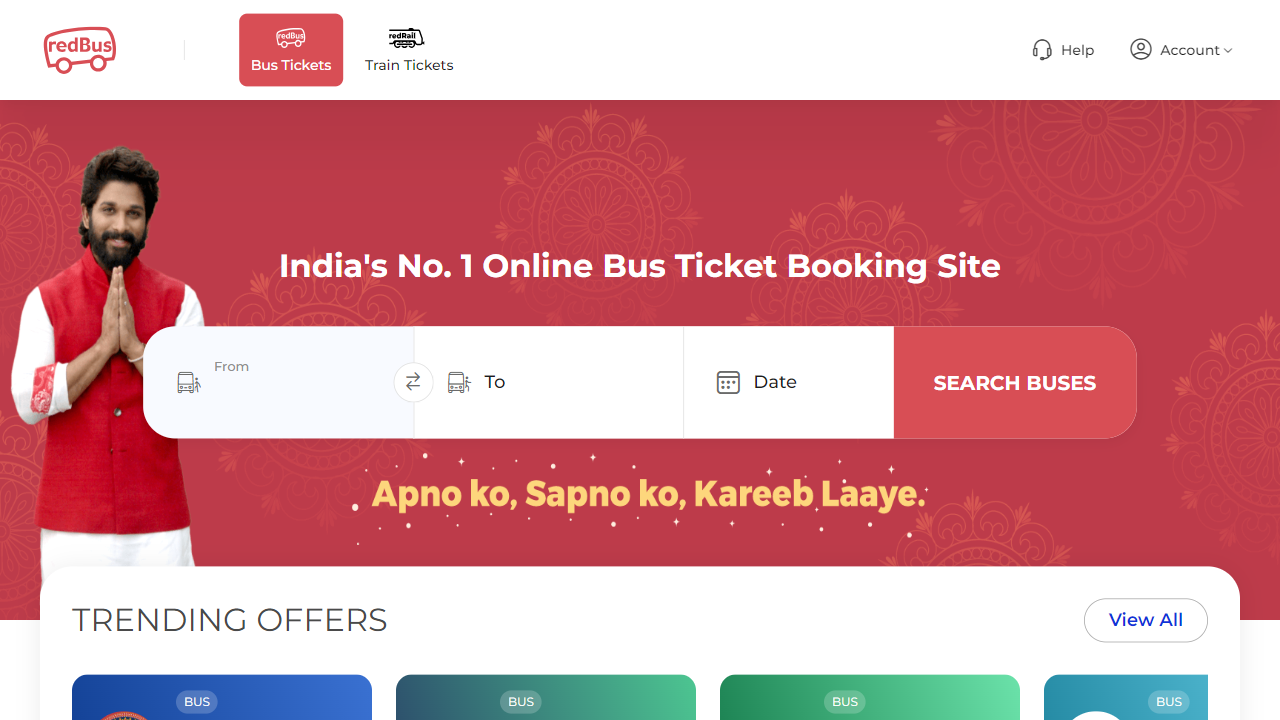 redBus
redRail
Bus Tickets
Train Tickets
Help
Account
India's No. 1 Online Bus Ticket Booking Site
From
To
Date
SEARCH BUSES
Apno ko, Sapno ko, Kareeb Laaye.
TRENDING OFFERS
View All
BUS
BUS
BUS
BUS